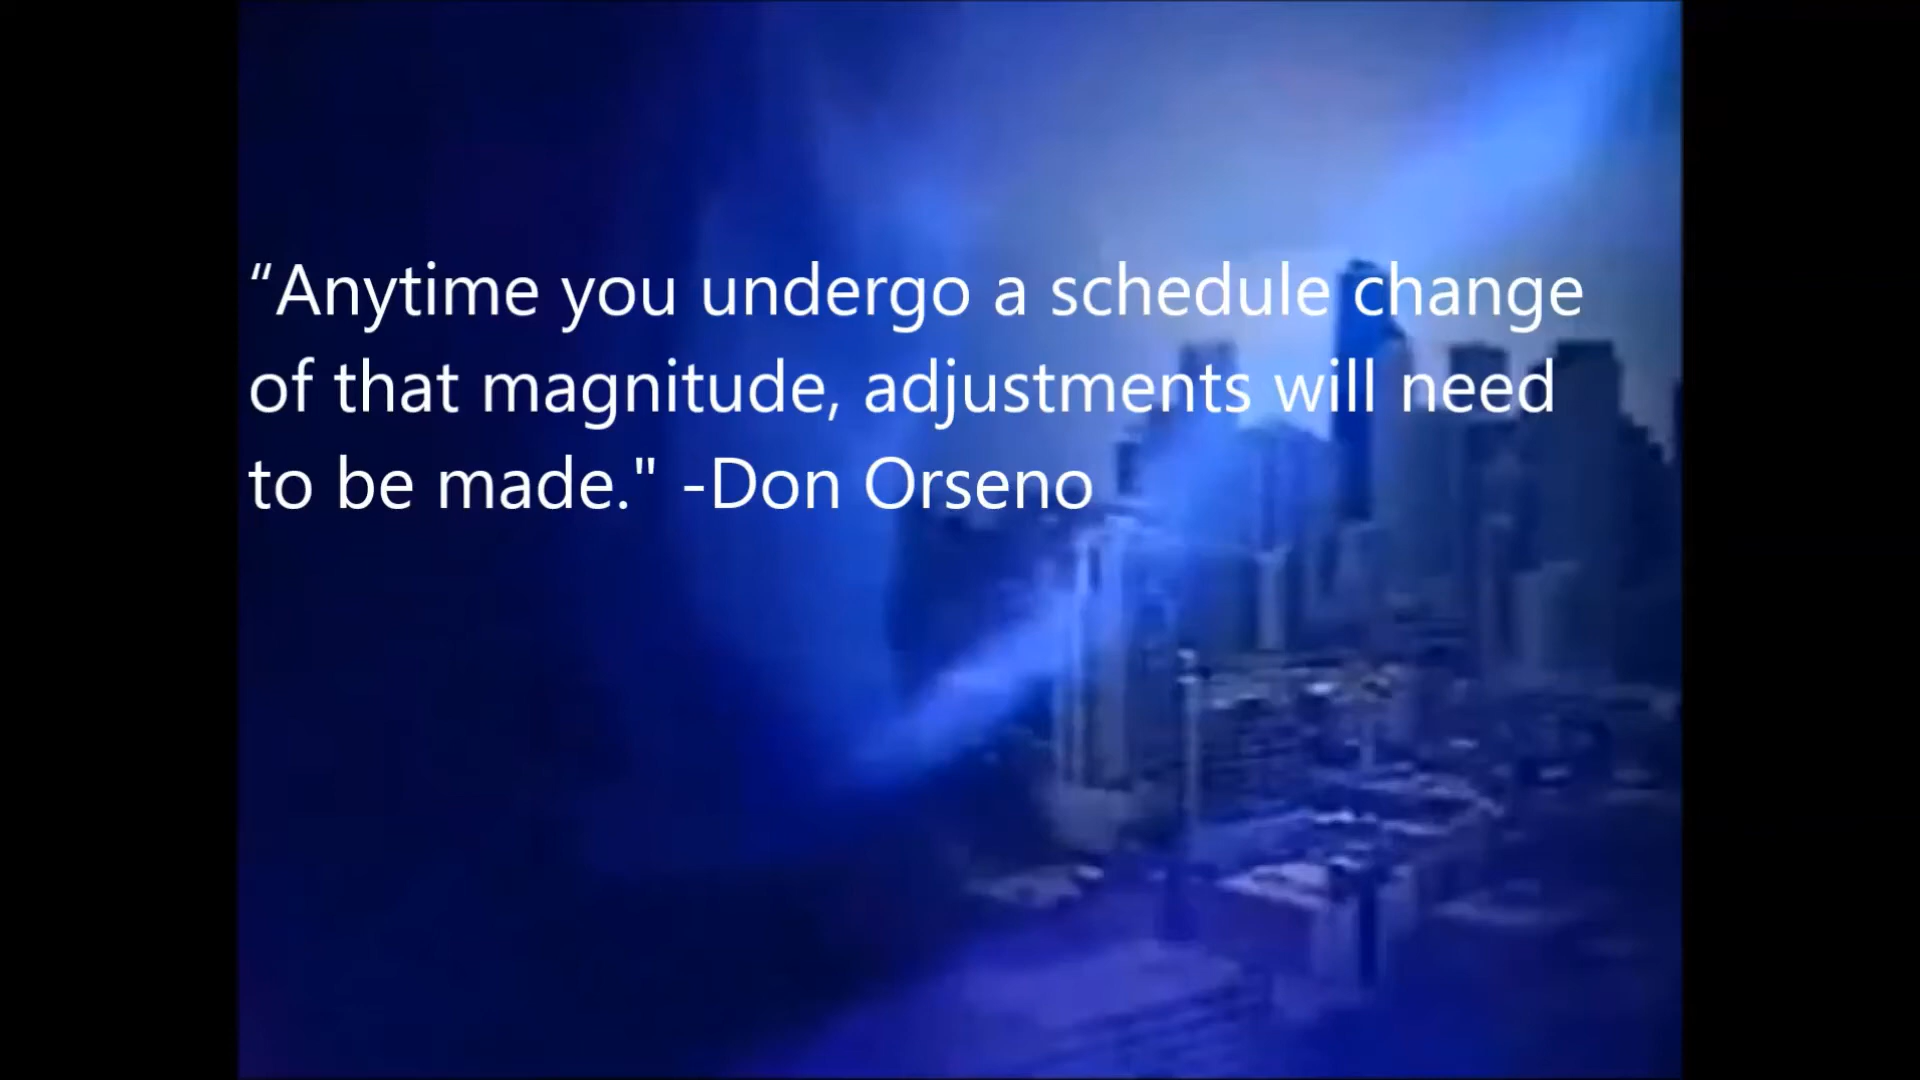 “Anytime you undergo a schedule change
of that magnitude, adjustments will need
to be made." -Don Orseno